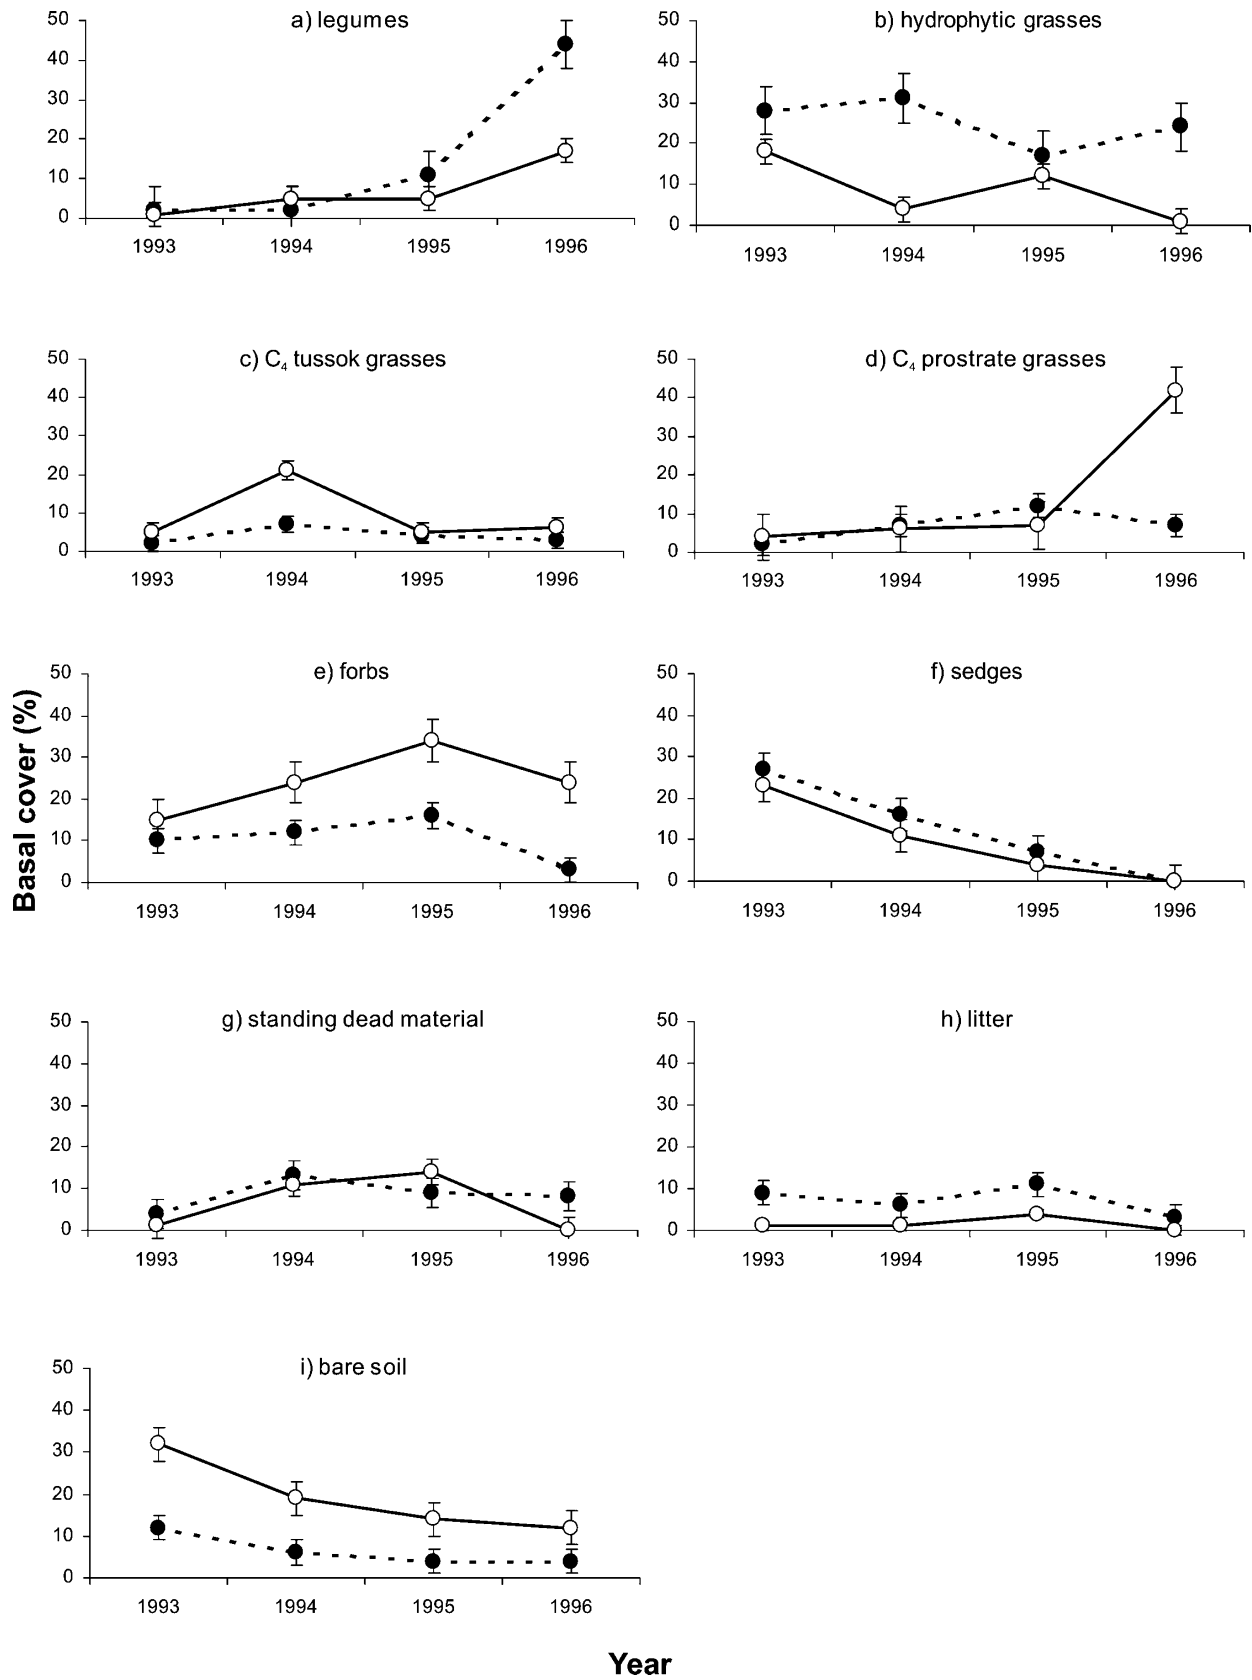 a) legumes
50
40
30
20
10
0
1993 1994 1995 1996
b) hydrophytic grasses
50
40
30
20
10
0
1993 1994 1995 1996
c) C4 tussok grasses
50
40
30
20
10
0
1993 1994 1995 1996
d) C4 prostrate grasses
50
40
30
20
10
0
1993 1994 1995 1996
Basal cover (%)
e) forbs
50
40
30
20
10
0
1993 1994 1995 1996
f) sedges
50
40
30
20
10
0
1993 1994 1995 1996
g) standing dead material
50
40
30
20
10
0
1993 1994 1995 1996
h) litter
50
40
30
20
10
0
1993 1994 1995 1996
i) bare soil
50
40
30
20
10
0
1993 1994 1995 1996
Year